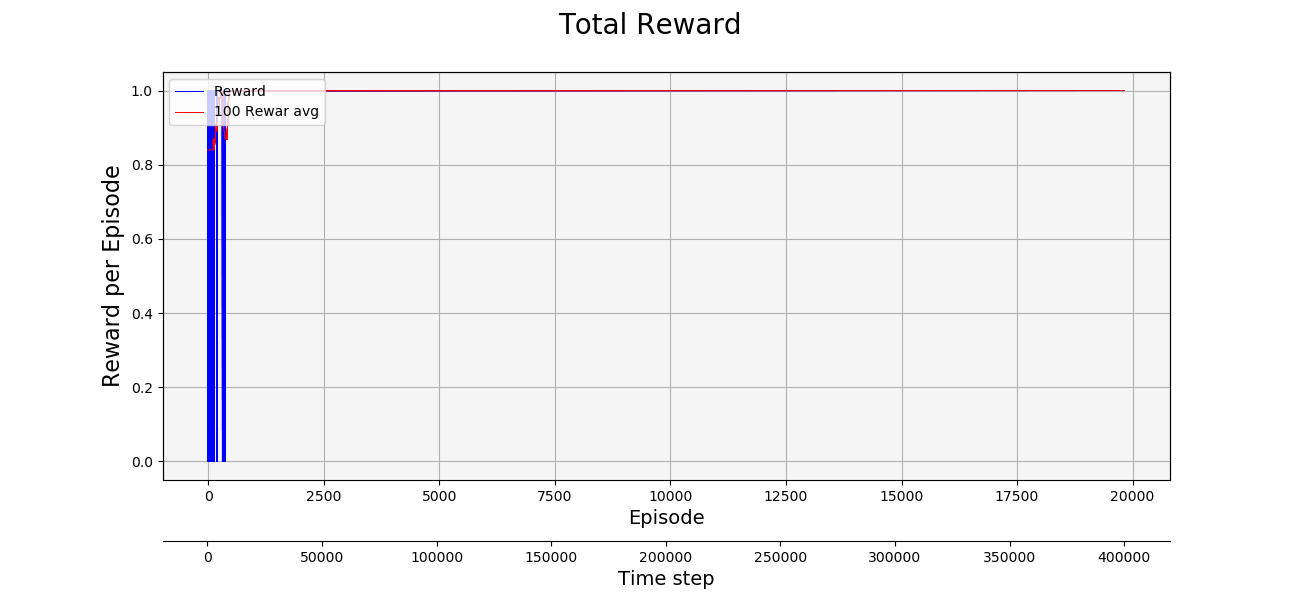 Total Reward
Reward
100 Rewar avg
Reward per Episode
1.0
0.8
0.6
0.4
0.2
0.0
0 2500 5000 7500 10000 12500 15000 17500 20000
Episode
0 50000 100000 150000 200000 250000 300000 350000 400000
Time step